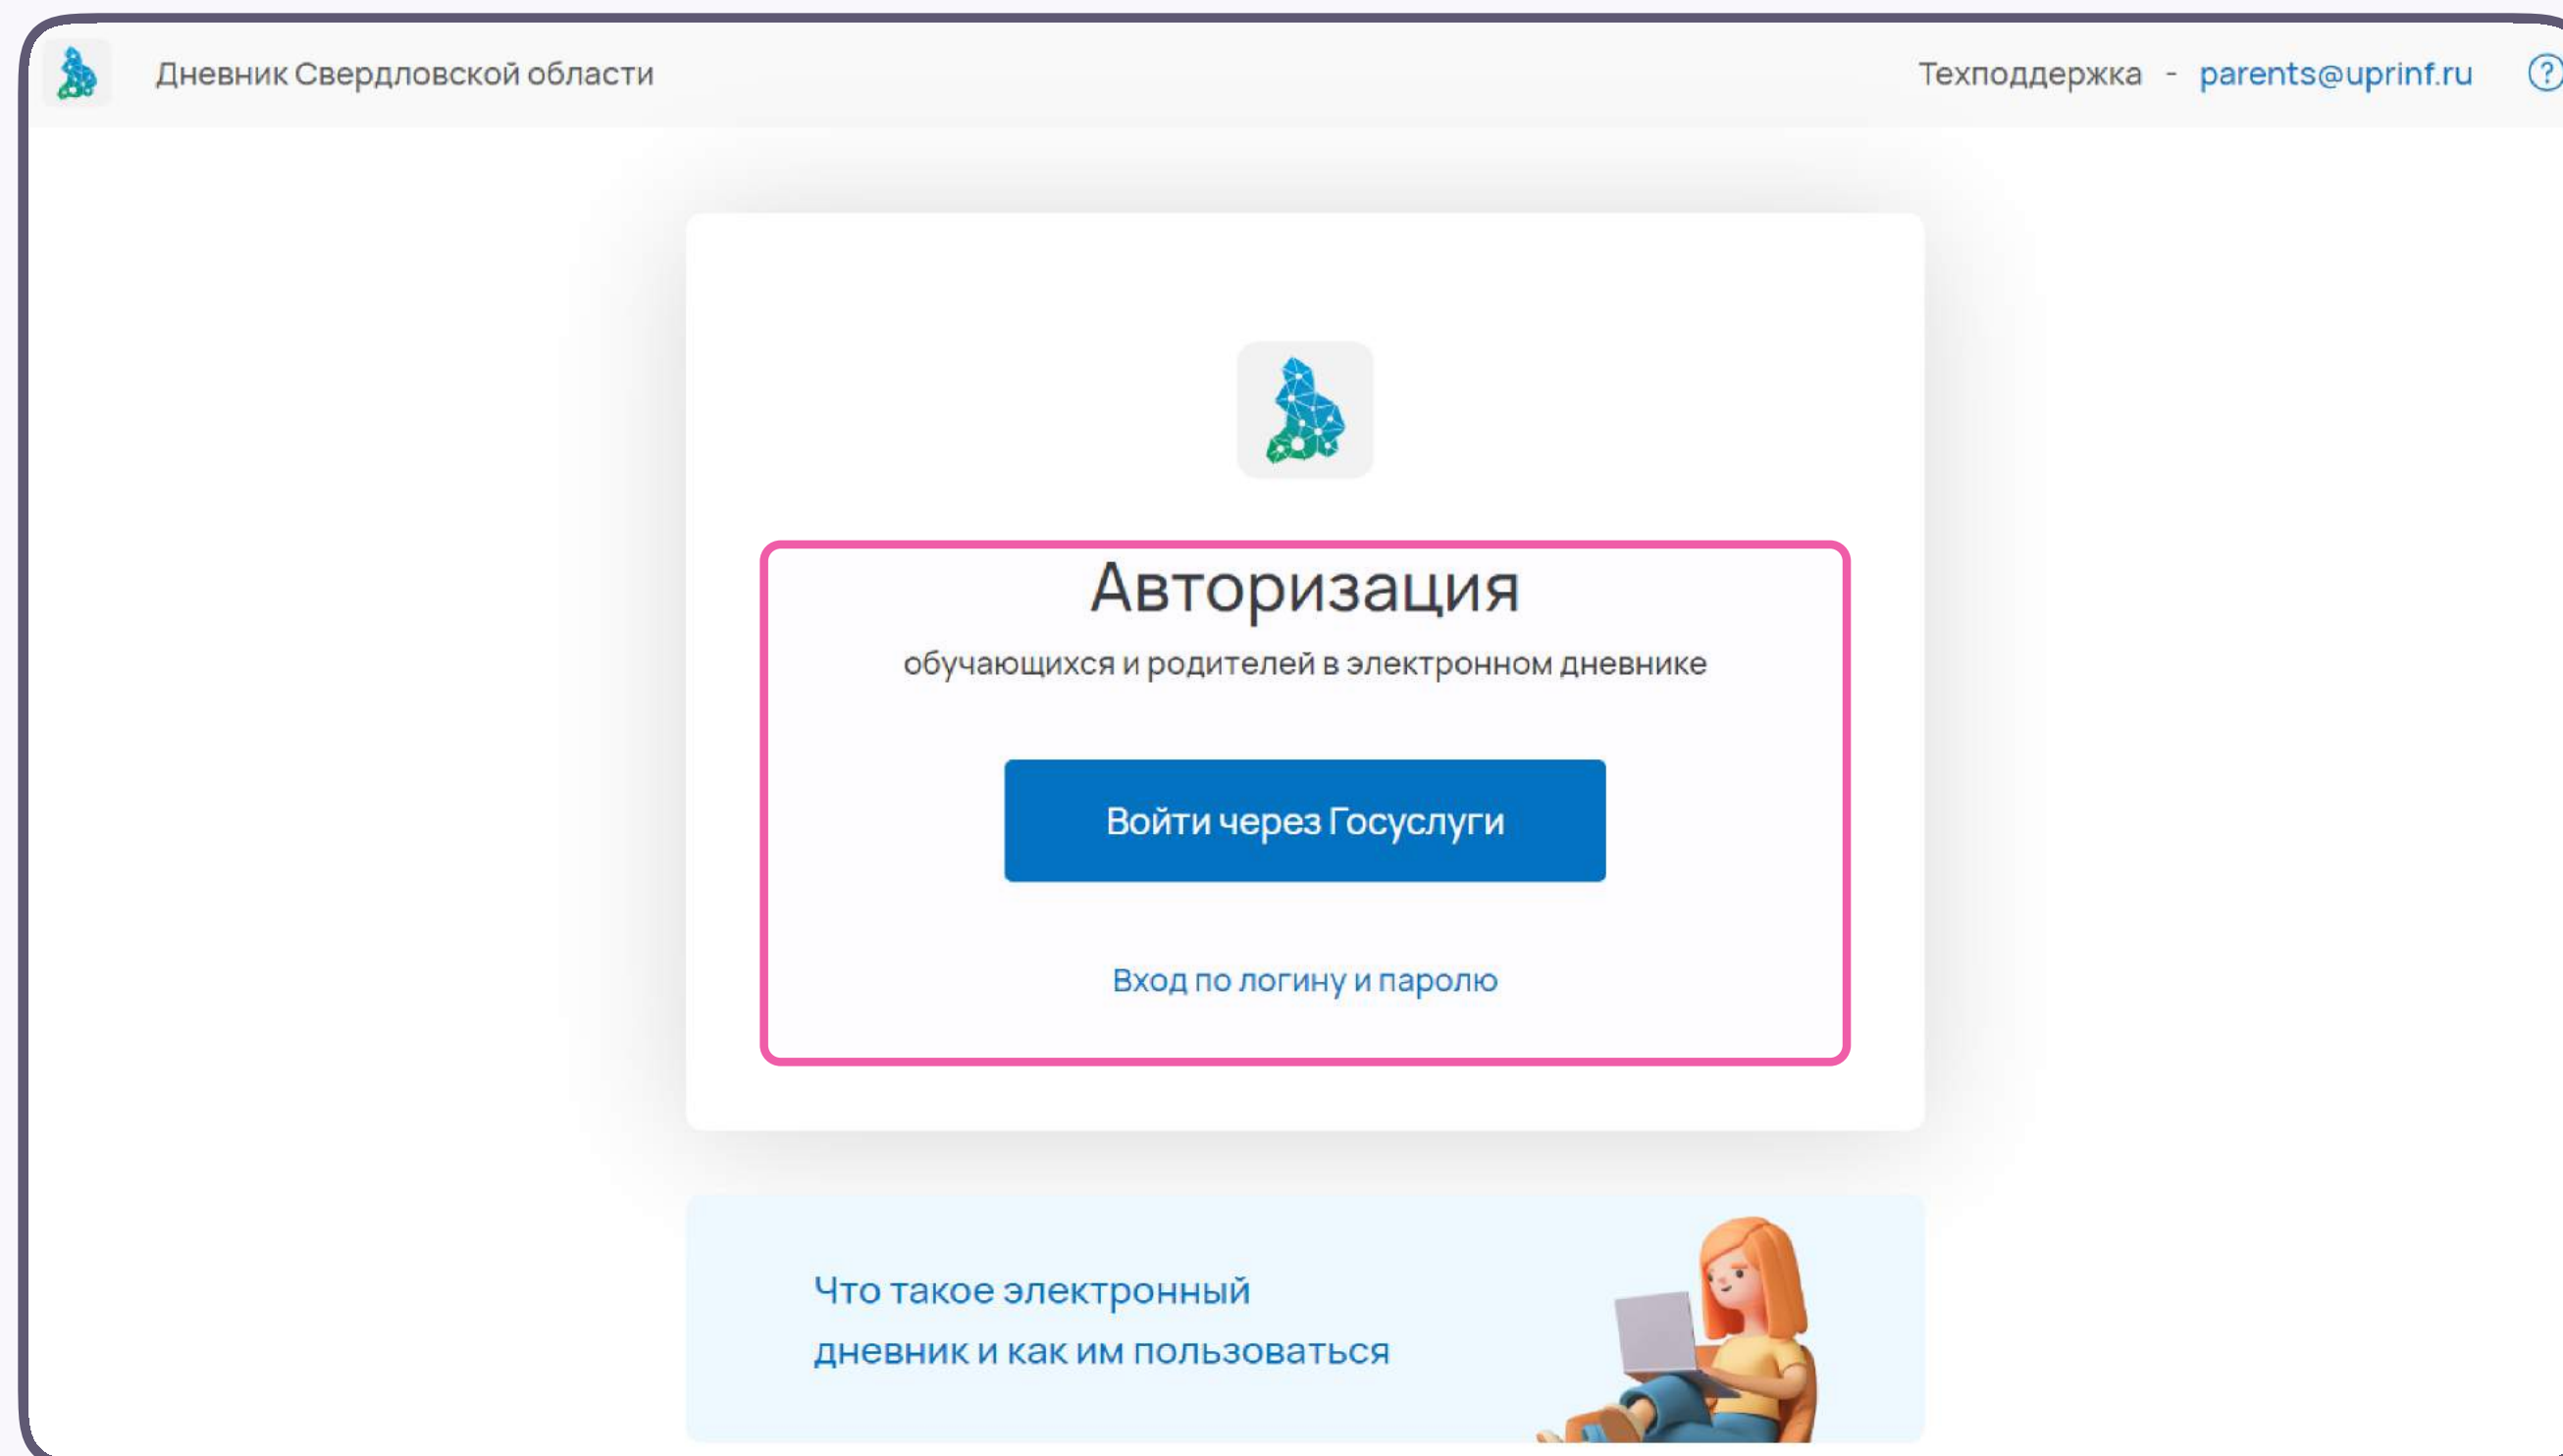 Дневник Свердловской области
Техподдержка - parents@uprinf.ru ?
Авторизация
обучающихся и родителей в электронном дневнике
Войти через Госуслуги
Вход по логину и паролю
Что такое электронный
дневник и как им пользоваться